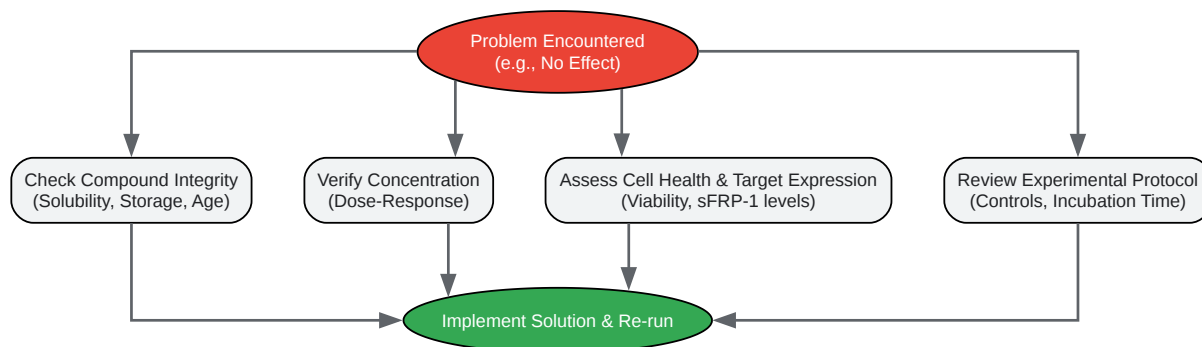 Problem Encountered
(e.g., No Effect)
Check Compound Integrity
(Solubility, Storage, Age)
Verify Concentration
(Dose-Response)
Assess Cell Health & Target Expression
(Viability, sFRP-1 levels)
Review Experimental Protocol
(Controls, Incubation Time)
Implement Solution & Re-run